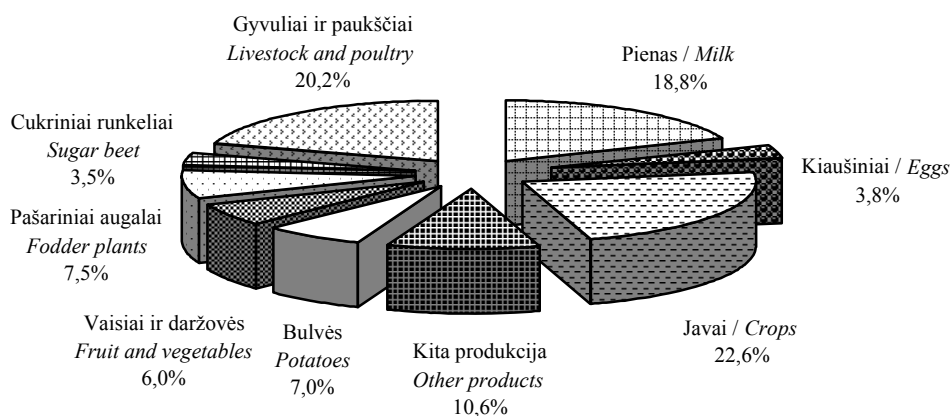 Gyvuliai ir paukščiai
Livestock and poultry
20,2%
Pienas / Milk
18,8%
Cukriniai runkeliai
Sugar beet
3,5%
Kiaušiniai / Eggs
3,8%
Pašariniai augalai
Fodder plants
7,5%
Vaisiai ir daržovės
Fruit and vegetables
6,0%
Bulvės
Potatoes
7,0%
Kita produkcija
Other products
10,6%
Javai / Crops
22,6%